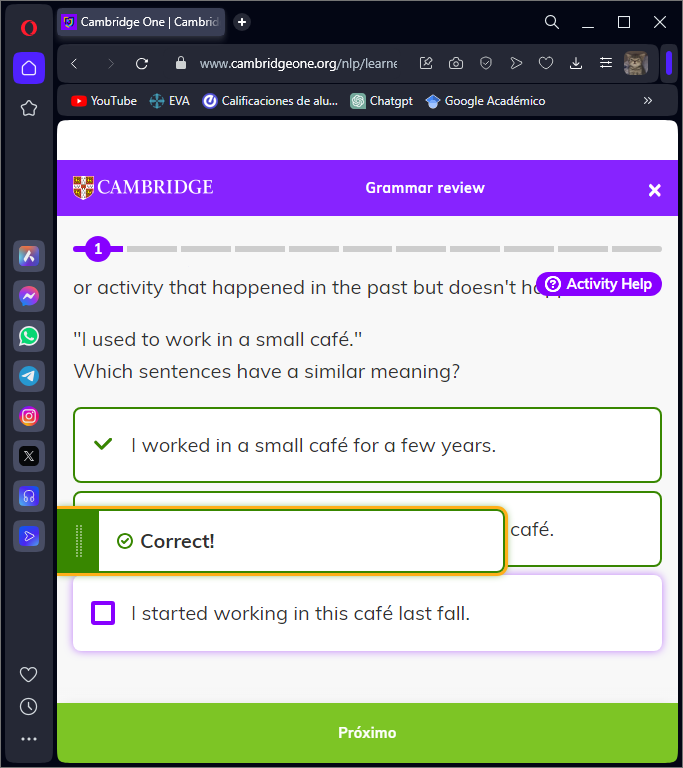 Cambridge One | Cambrid
www.cambridgeone.org/nlp/learne
YouTube
EVA
Calificaciones de alu...
Chatgpt
Google Académico
CAMBRIDGE
Grammar review
1
or activity that happened in the past but doesn't
Activity Help
"I used to work in a small café."
Which sentences have a similar meaning?
I worked in a small café for a few years.
café.
Correct!
I started working in this café last fall.
Próximo